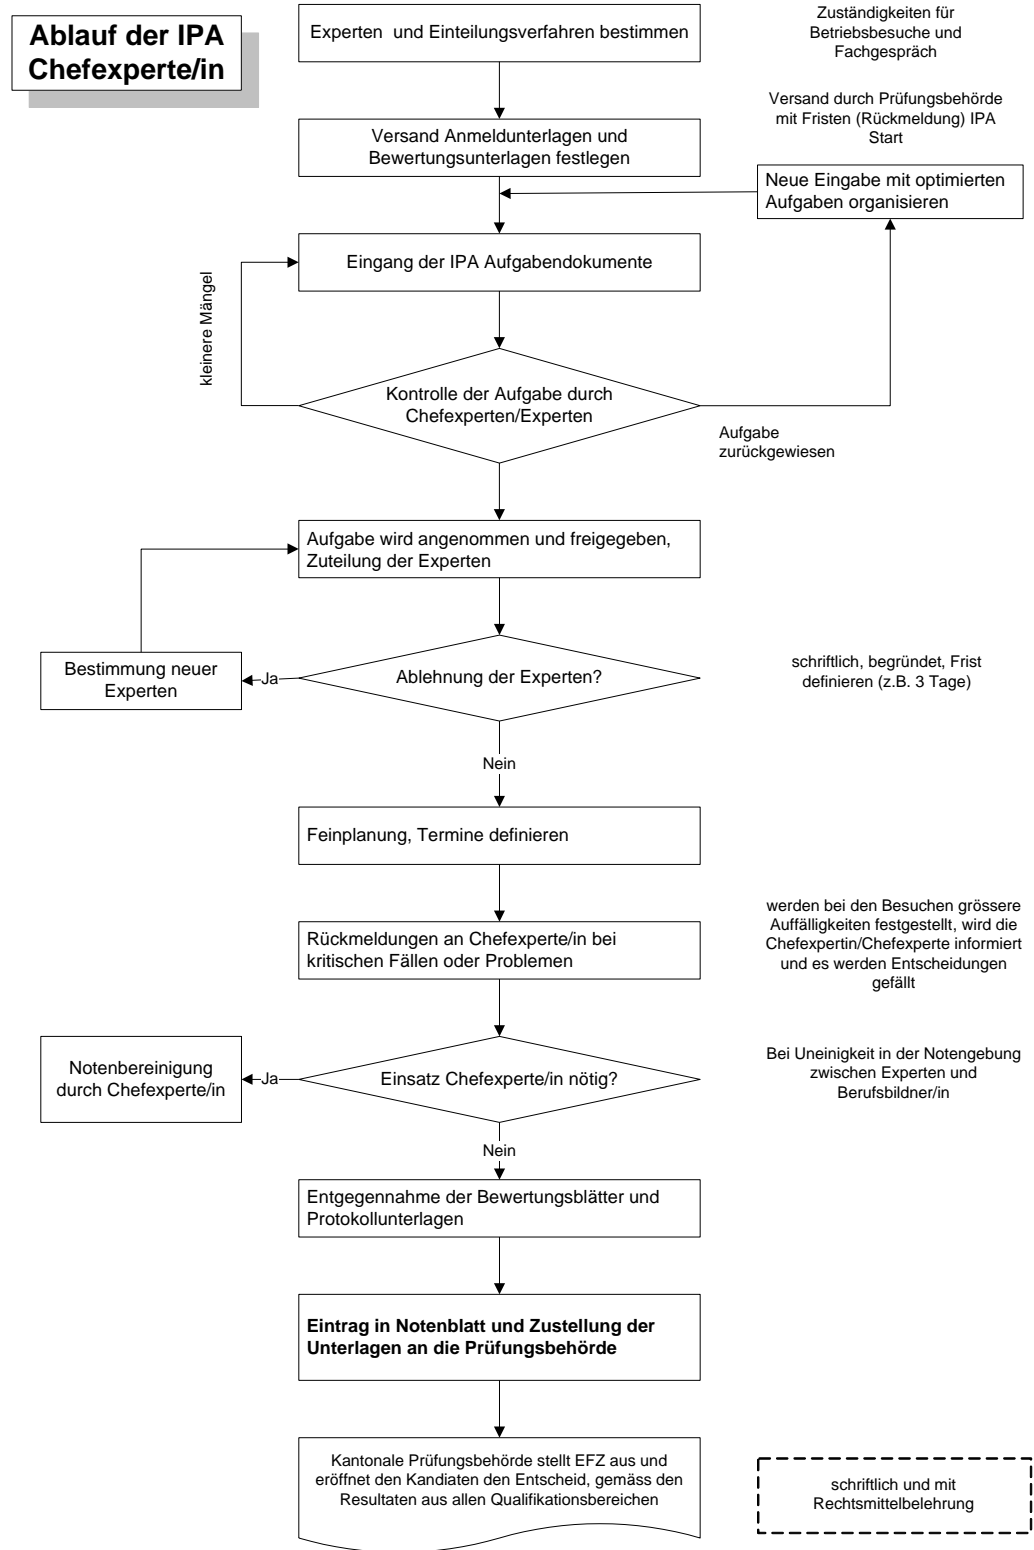 Ablauf der IPA
Chefexperte/in
Experten  und Einteilungsverfahren bestimmen
Zuständigkeiten für
Betriebsbesuche und
Fachgespräch
Versand durch Prüfungsbehörde
mit Fristen (Rückmeldung) IPA
Start
Versand Anmeldunterlagen und
Bewertungsunterlagen festlegen
Neue Eingabe mit optimierten
Aufgaben organisieren
Eingang der IPA Aufgabendokumente
kleinere Mängel
Kontrolle der Aufgabe durch
Chefexperten/Experten
Aufgabe
zurückgewiesen
Aufgabe wird angenommen und freigegeben,
Zuteilung der Experten
Bestimmung neuer
Experten
Ja
Ablehnung der Experten?
schriftlich, begründet, Frist
definieren (z.B. 3 Tage)
Nein
Feinplanung, Termine definieren
Rückmeldungen an Chefexperte/in bei
kritischen Fällen oder Problemen
werden bei den Besuchen grössere
Auffälligkeiten festgestellt, wird die
Chefexpertin/Chefexperte informiert
und es werden Entscheidungen
gefällt
Notenbereinigung
durch Chefexperte/in
Ja
Einsatz Chefexperte/in nötig?
Bei Uneinigkeit in der Notengebung
zwischen Experten und
Berufsbildner/in
Nein
Entgegennahme der Bewertungsblätter und
Protokollunterlagen
Eintrag in Notenblatt und Zustellung der
Unterlagen an die Prüfungsbehörde
Kantonale Prüfungsbehörde stellt EFZ aus und
eröffnet den Kandiaten den Entscheid, gemäss den
Resultaten aus allen Qualifikationsbereichen
schriftlich und mit
Rechtsmittelbelehrung